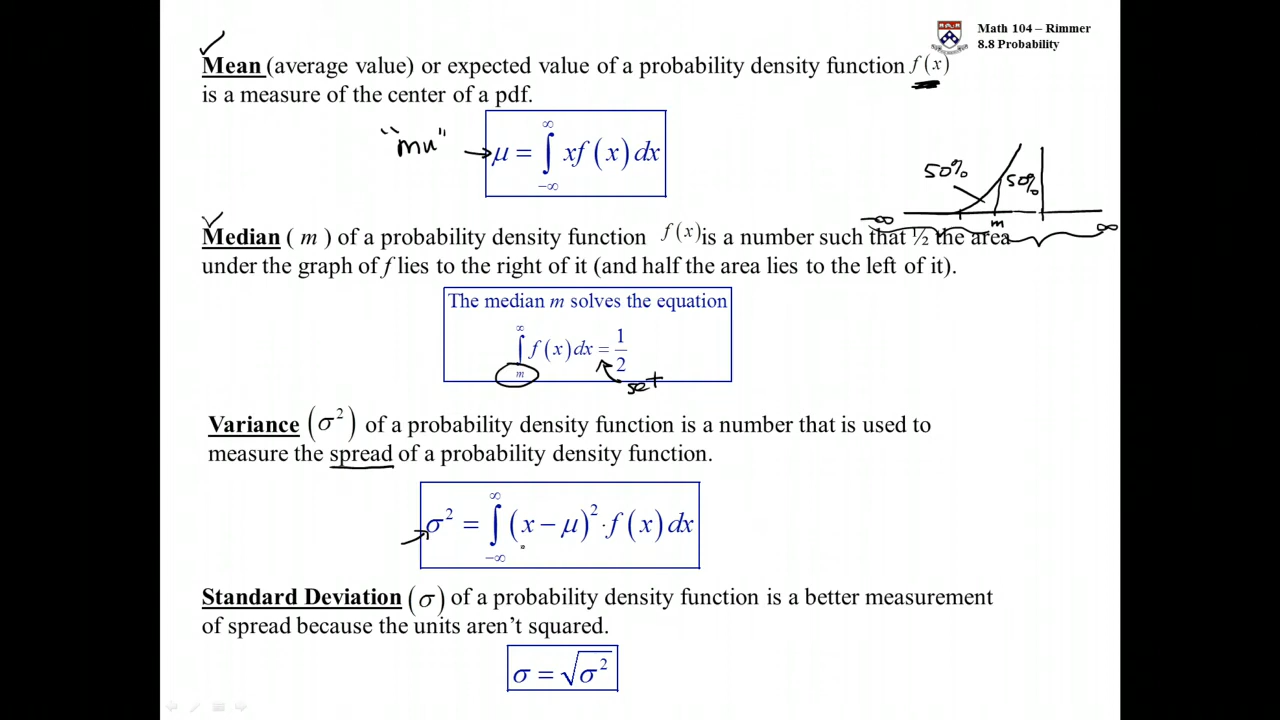 Math 104 – Rimmer
8.8 Probability
Mean (average value) or expected value of a probability density function f(x)
is a measure of the center of a pdf.
"mu" → μ = ∫_{-∞}^{∞} x f(x) dx
50% 50%
-∞ m ∞
Median ( m ) of a probability density function f(x) is a number such that ½ the area
under the graph of f lies to the right of it (and half the area lies to the left of it).
The median m solves the equation
∫_{m}^{∞} f(x) dx = 1/2
set
Variance (σ²) of a probability density function is a number that is used to
measure the spread of a probability density function.
σ² = ∫_{-∞}^{∞} (x − μ)² · f(x) dx
Standard Deviation (σ) of a probability density function is a better measurement
of spread because the units aren't squared.
σ = √σ²